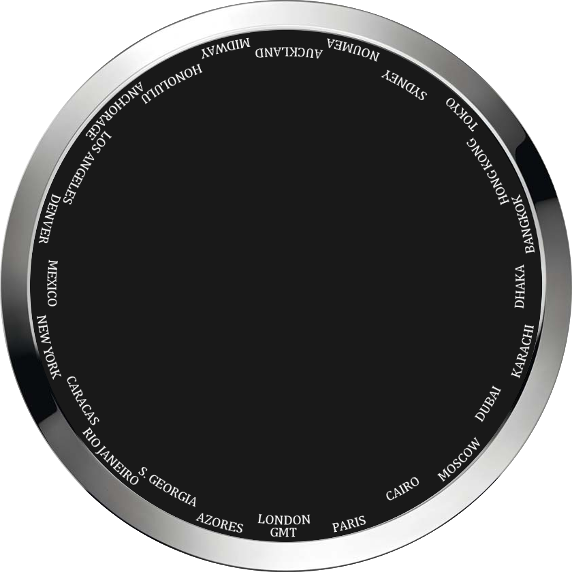 LONDON
GMT
PARIS
CAIRO
MOSCOW
DUBAI
KARACHI
DHAKA
BANGKOK
HONG KONG
TOKYO
SYDNEY
NOUMEA
AUCKLAND
MIDWAY
HONOLULU
ANCHORAGE
LOS ANGELES
DENVER
MEXICO
NEW YORK
CARACAS
RIO JANEIRO
S. GEORGIA
AZORES